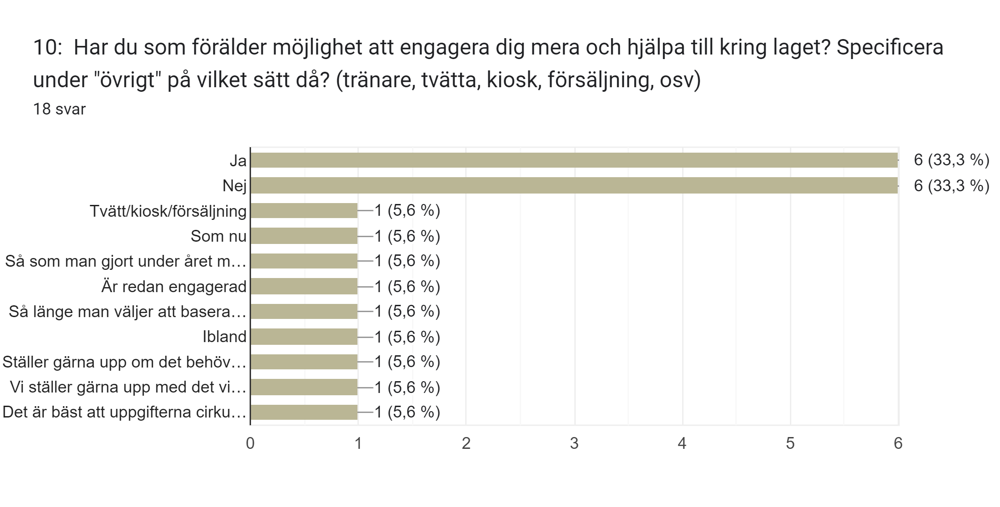 10:  Har du som förälder möjlighet att engagera dig mera och hjälpa till kring laget? Specificera
under "övrigt" på vilket sätt då? (tränare, tvätta, kiosk, försäljning, osv)
18 svar
Ja 6 (33,3 %)
Nej 6 (33,3 %)
Tvätt/kiosk/försäljning 1 (5,6 %)
Som nu 1 (5,6 %)
Så som man gjort under året m… 1 (5,6 %)
Är redan engagerad 1 (5,6 %)
Så länge man väljer att basera… 1 (5,6 %)
Ibland 1 (5,6 %)
Ställer gärna upp om det behöv… 1 (5,6 %)
Vi ställer gärna upp med det vi… 1 (5,6 %)
Det är bäst att uppgifterna cirku… 1 (5,6 %)
0 1 2 3 4 5 6